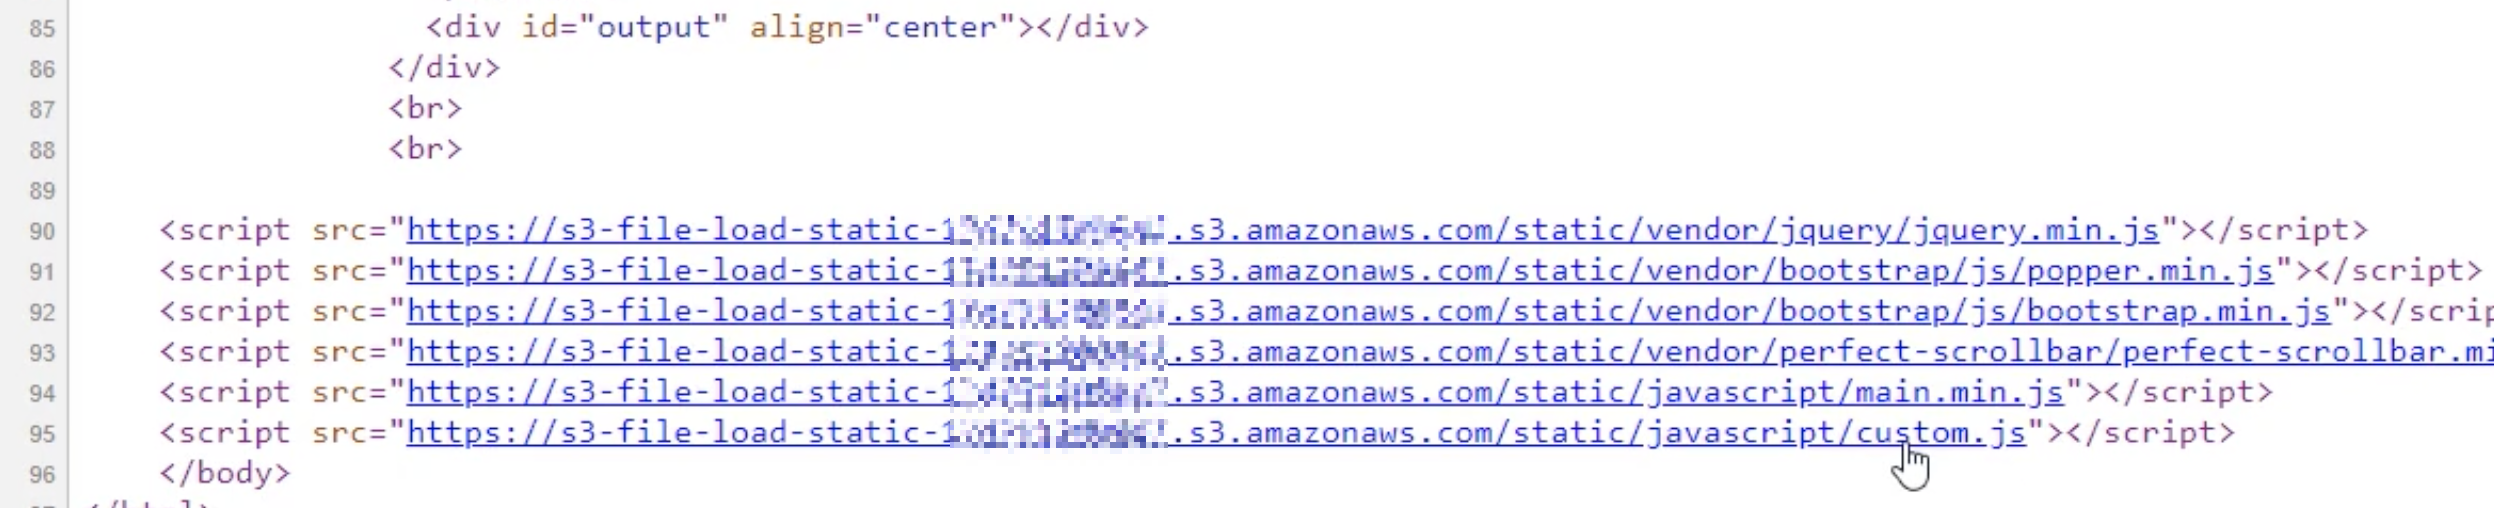 85 <div id="output" align="center"></div>
86 </div>
87 <br>
88 <br>
89
90 <script src="https://s3-file-load-static-1 .s3.amazonaws.com/static/vendor/jquery/jquery.min.js"></script>
91 <script src="https://s3-file-load-static-1 .s3.amazonaws.com/static/vendor/bootstrap/js/popper.min.js"></script>
92 <script src="https://s3-file-load-static-1 .s3.amazonaws.com/static/vendor/bootstrap/js/bootstrap.min.js"></scrip
93 <script src="https://s3-file-load-static-1 .s3.amazonaws.com/static/vendor/perfect-scrollbar/perfect-scrollbar.mi
94 <script src="https://s3-file-load-static-1 .s3.amazonaws.com/static/javascript/main.min.js"></script>
95 <script src="https://s3-file-load-static-1 .s3.amazonaws.com/static/javascript/custom.js"></script>
96 </body>